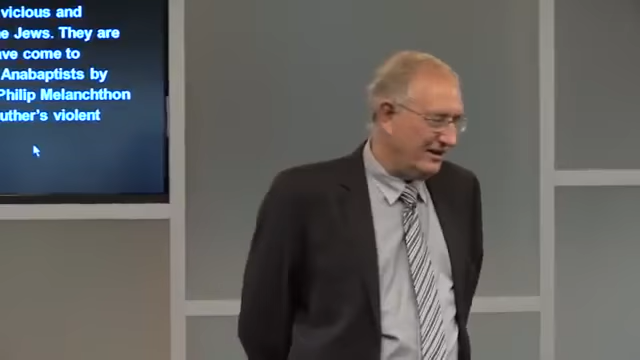 vicious and
e Jews. They are
ve come to
Anabaptists by
Philip Melanchthon
uther's violent